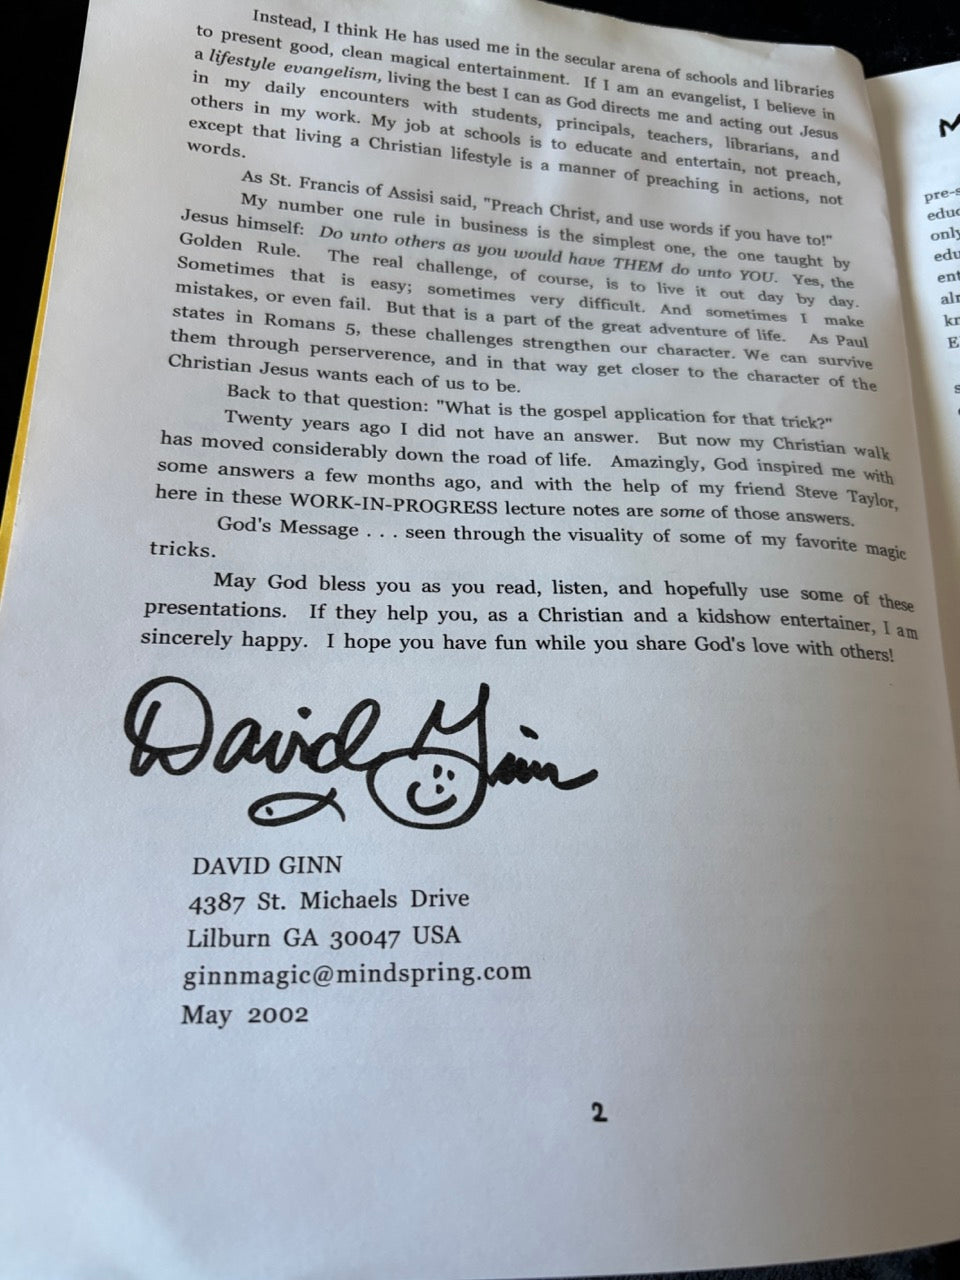 Instead, I think He has used me in the secular arena of schools and libraries
to present good, clean magical entertainment. If I am an evangelist, I believe in
a lifestyle evangelism, living the best I can as God directs me and acting out Jesus
in my daily encounters with students, principals, teachers, librarians, and
others in my work. My job at schools is to educate and entertain, not preach,
except that living a Christian lifestyle is a manner of preaching in actions, not
words.
As St. Francis of Assisi said, "Preach Christ, and use words if you have to!"
My number one rule in business is the simplest one, the one taught by
Jesus himself: Do unto others as you would have THEM do unto YOU. Yes, the
Golden Rule. The real challenge, of course, is to live it out day by day.
Sometimes that is easy; sometimes very difficult. And sometimes I make
mistakes, or even fail. But that is a part of the great adventure of life. As Paul
states in Romans 5, these challenges strengthen our character. We can survive
them through perserverence, and in that way get closer to the character of the
Christian Jesus wants each of us to be.
Back to that question: "What is the gospel application for that trick?"
Twenty years ago I did not have an answer. But now my Christian walk
has moved considerably down the road of life. Amazingly, God inspired me with
some answers a few months ago, and with the help of my friend Steve Taylor,
here in these WORK-IN-PROGRESS lecture notes are some of those answers.
God's Message . . . seen through the visuality of some of my favorite magic
tricks.
May God bless you as you read, listen, and hopefully use some of these
presentations. If they help you, as a Christian and a kidshow entertainer, I am
sincerely happy. I hope you have fun while you share God's love with others!
David Ginn
DAVID GINN
4387 St. Michaels Drive
Lilburn GA 30047 USA
ginnmagic@mindspring.com
May 2002
2